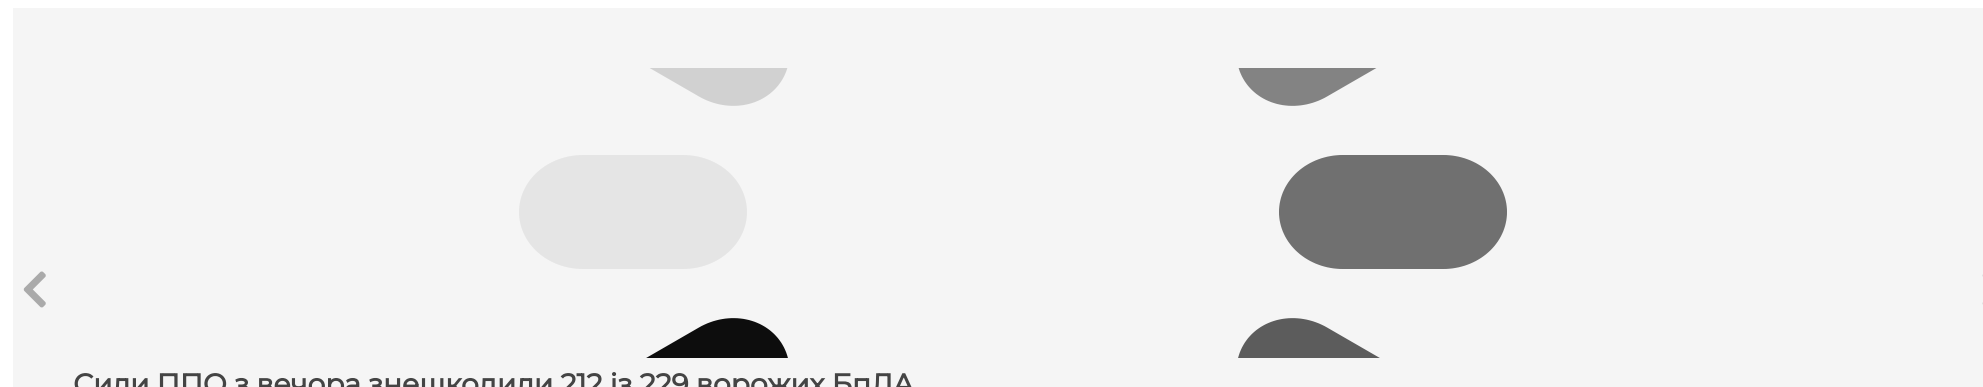 Сили ППО з вечора знешкодили 212 із 229 ворожих БпЛА